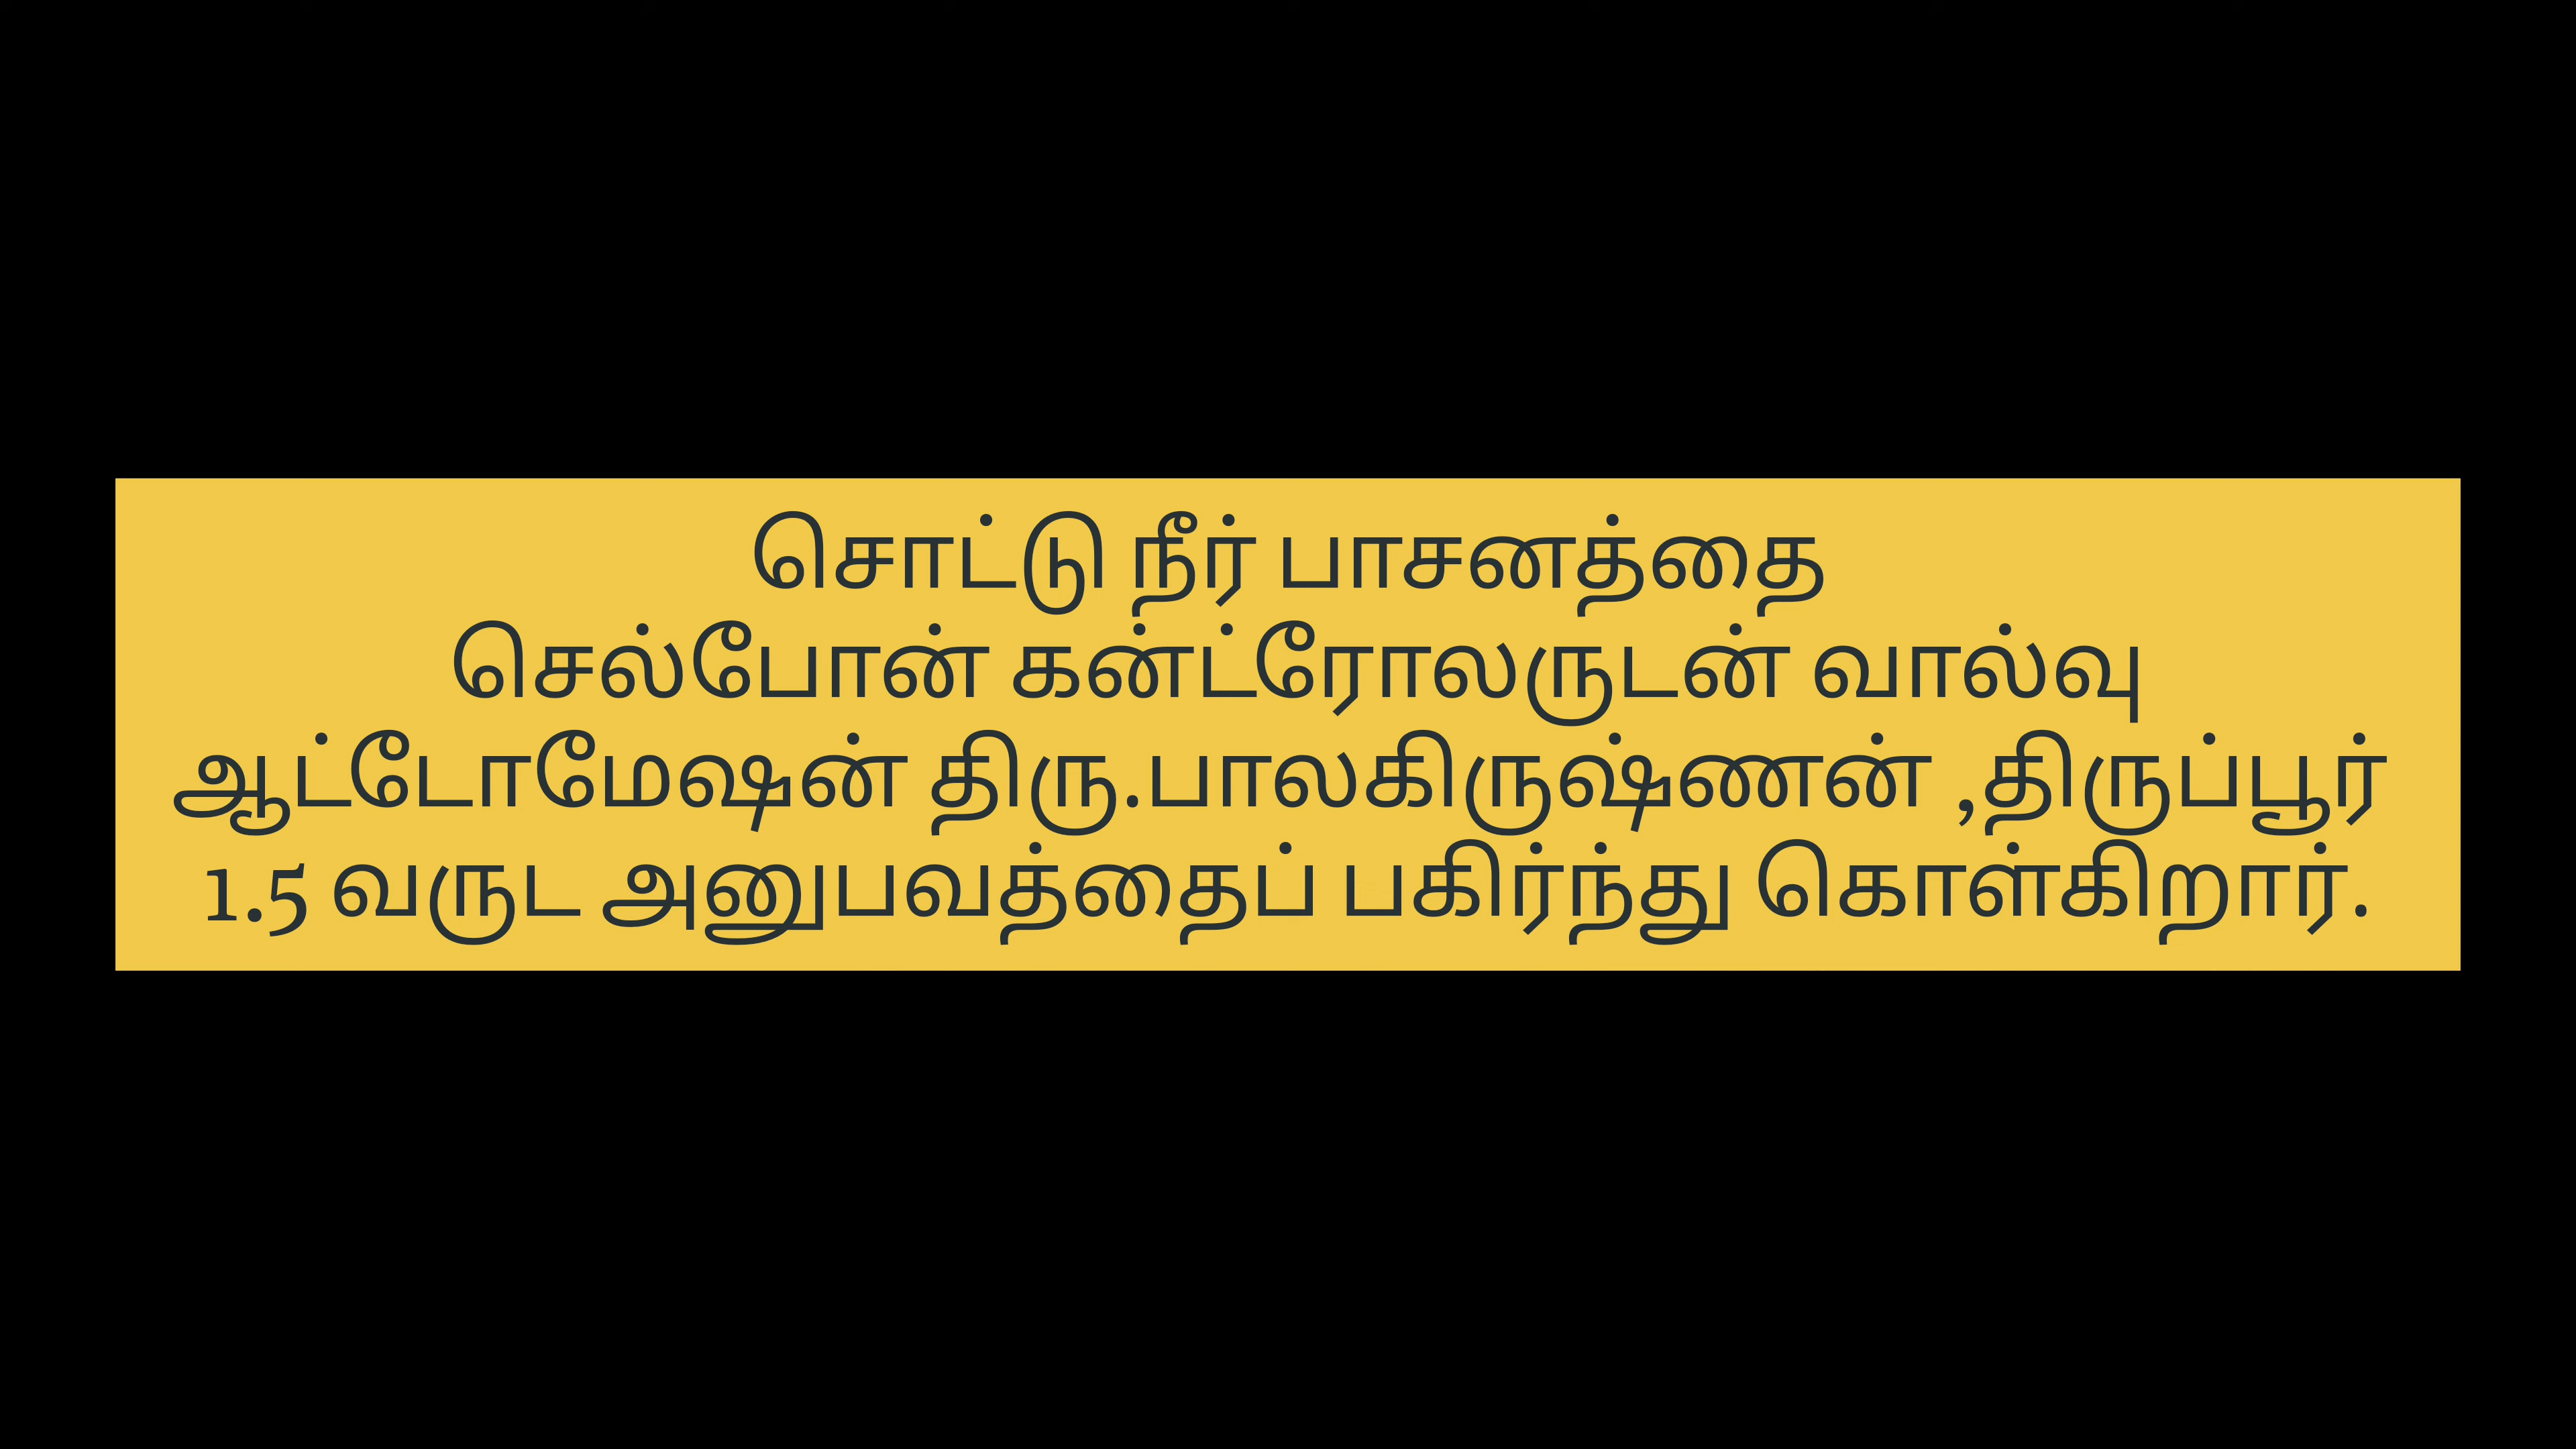 சொட்டு நீர் பாசனத்தை
செல்போன் கன்ட்ரோலருடன் வால்வு
ஆட்டோமேஷன் திரு.பாலகிருஷ்ணன் ,திருப்பூர்
1.5 வருட அனுபவத்தைப் பகிர்ந்து கொள்கிறார்.